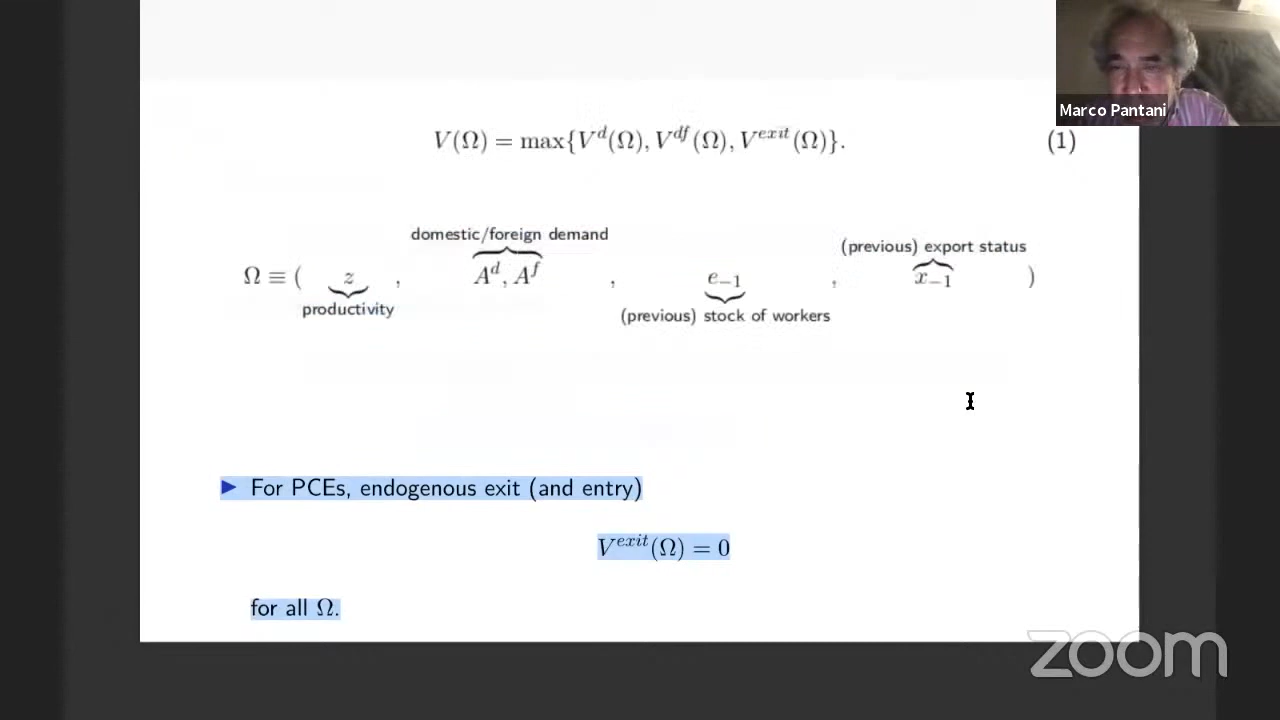 Marco Pantani
V(Ω) = max{V^d(Ω), V^{df}(Ω), V^{exit}(Ω)}. (1)
domestic/foreign demand
(previous) export status
Ω ≡ ( z , A^d, A^f , e_{-1} , x_{-1} )
productivity
(previous) stock of workers
▶ For PCEs, endogenous exit (and entry)
V^{exit}(Ω) = 0
for all Ω.
zoom